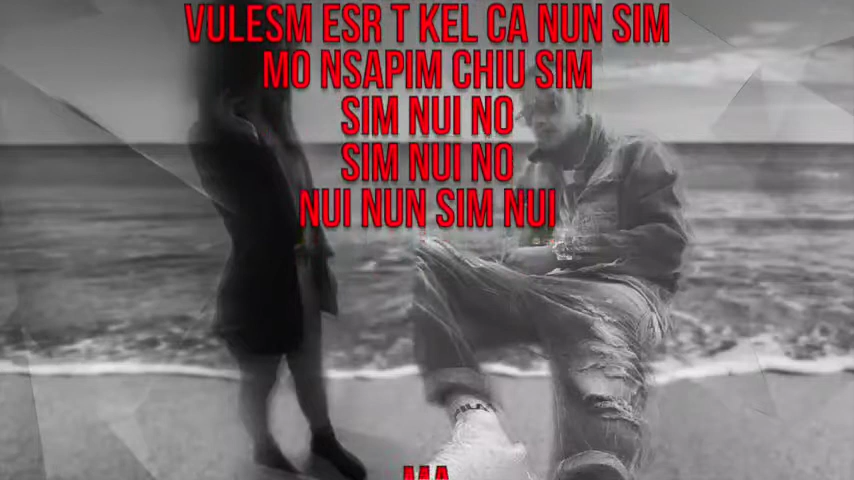 VULESM ESR T KEL CA NUN SIM
MO NSAPIM CHIU SIM
SIM NUI NO
SIM NUI NO
NUI NUN SIM NUI
MA